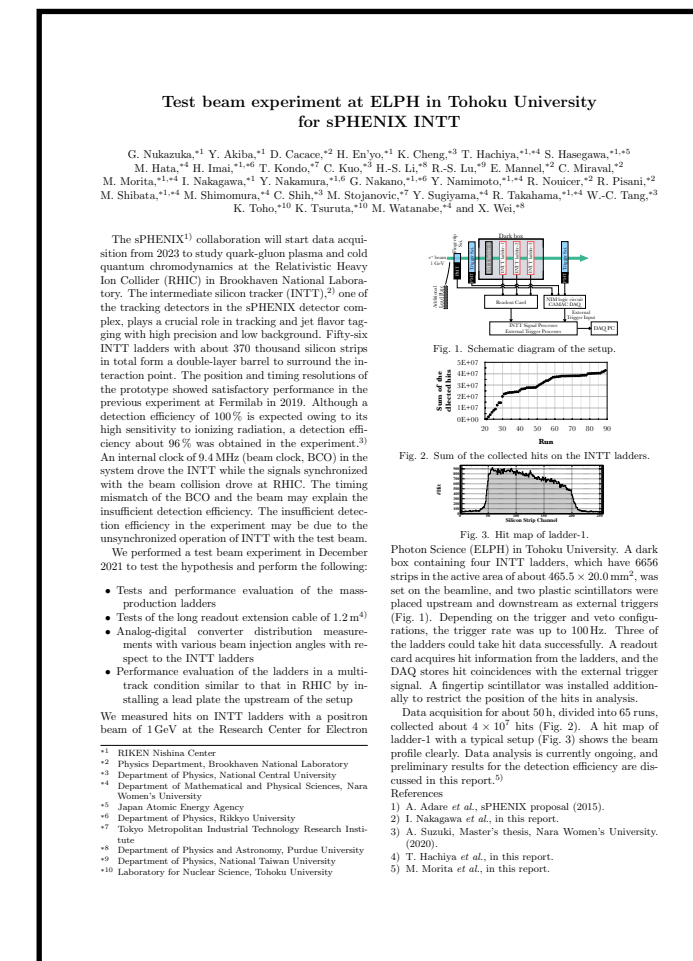 Test beam experiment at ELPH in Tohoku University
for sPHENIX INTT
G. Nukazuka,*1 Y. Akiba,*1 D. Cacace,*2 H. En'yo,*1 K. Cheng,*3 T. Hachiya,*1,*4 S. Hasegawa,*1,*5
M. Hata,*4 H. Imai,*1,*6 T. Kondo,*7 C. Kuo,*3 H.-S. Li,*8 R.-S. Lu,*9 E. Mannel,*2 C. Miraval,*2
M. Morita,*1,*4 I. Nakagawa,*1 Y. Nakamura,*1,6 G. Nakano,*1,*6 Y. Namimoto,*1,*4 R. Nouicer,*2 R. Pisani,*2
M. Shibata,*1,*4 M. Shimomura,*4 C. Shih,*3 M. Stojanovic,*7 Y. Sugiyama,*4 R. Takahama,*1,*4 W.-C. Tang,*3
K. Toho,*10 K. Tsuruta,*10 M. Watanabe,*4 and X. Wei,*8
The sPHENIX1) collaboration will start data acqui-
sition from 2023 to study quark-gluon plasma and cold
quantum chromodynamics at the Relativistic Heavy
Ion Collider (RHIC) in Brookhaven National Labora-
tory. The intermediate silicon tracker (INTT),2) one of
the tracking detectors in the sPHENIX detector com-
plex, plays a crucial role in tracking and jet flavor tag-
ging with high precision and low background. Fifty-six
INTT ladders with about 370 thousand silicon strips
in total form a double-layer barrel to surround the in-
teraction point. The position and timing resolutions of
the prototype showed satisfactory performance in the
previous experiment at Fermilab in 2019. Although a
detection efficiency of 100 % is expected owing to its
high sensitivity to ionizing radiation, a detection effi-
ciency about 96 % was obtained in the experiment.3)
An internal clock of 9.4 MHz (beam clock, BCO) in the
system drove the INTT while the signals synchronized
with the beam collision drove at RHIC. The timing
mismatch of the BCO and the beam may explain the
insufficient detection efficiency. The insufficient detec-
tion efficiency in the experiment may be due to the
unsynchronized operation of INTT with the test beam.
We performed a test beam experiment in December
2021 to test the hypothesis and perform the following:
• Tests and performance evaluation of the mass-
production ladders
• Tests of the long readout extension cable of 1.2 m4)
• Analog-digital converter distribution measure-
ments with various beam injection angles with re-
spect to the INTT ladders
• Performance evaluation of the ladders in a multi-
track condition similar to that in RHIC by in-
stalling a lead plate the upstream of the setup
We measured hits on INTT ladders with a positron
beam of 1 GeV at the Research Center for Electron
*1 RIKEN Nishina Center
*2 Physics Department, Brookhaven National Laboratory
*3 Department of Physics, National Central University
*4 Department of Mathematical and Physical Sciences, Nara
Women's University
*5 Japan Atomic Energy Agency
*6 Department of Physics, Rikkyo University
*7 Tokyo Metropolitan Industrial Technology Research Insti-
tute
*8 Department of Physics and Astronomy, Purdue University
*9 Department of Physics, National Taiwan University
*10 Laboratory for Nuclear Science, Tohoku University
Dark box
e+ beam
1 GeV
Readout Card
NIM logic circuit
CAMAC DAQ
External
Trigger Input
INTT Signal Processes
External Trigger Processes
DAQ PC
Fig. 1. Schematic diagram of the setup.
Sum of the
5E+07
4E+07
3E+07
2E+07
1E+07
0E+00
20 30 40 50 60 70 80 90
Run
Fig. 2. Sum of the collected hits on the INTT ladders.
#Hit
Silicon Strip Channel
Fig. 3. Hit map of ladder-1.
Photon Science (ELPH) in Tohoku University. A dark
box containing four INTT ladders, which have 6656
strips in the active area of about 465.5 × 20.0 mm2, was
set on the beamline, and two plastic scintillators were
placed upstream and downstream as external triggers
(Fig. 1). Depending on the trigger and veto configu-
rations, the trigger rate was up to 100 Hz. Three of
the ladders could take hit data successfully. A readout
card acquires hit information from the ladders, and the
DAQ stores hit coincidences with the external trigger
signal. A fingertip scintillator was installed addition-
ally to restrict the position of the hits in analysis.
Data acquisition for about 50 h, divided into 65 runs,
collected about 4 × 107 hits (Fig. 2). A hit map of
ladder-1 with a typical setup (Fig. 3) shows the beam
profile clearly. Data analysis is currently ongoing, and
preliminary results for the detection efficiency are dis-
cussed in this report.5)
References
1) A. Adare et al., sPHENIX proposal (2015).
2) I. Nakagawa et al., in this report.
3) A. Suzuki, Master's thesis, Nara Women's University.
(2020).
4) T. Hachiya et al., in this report.
5) M. Morita et al., in this report.